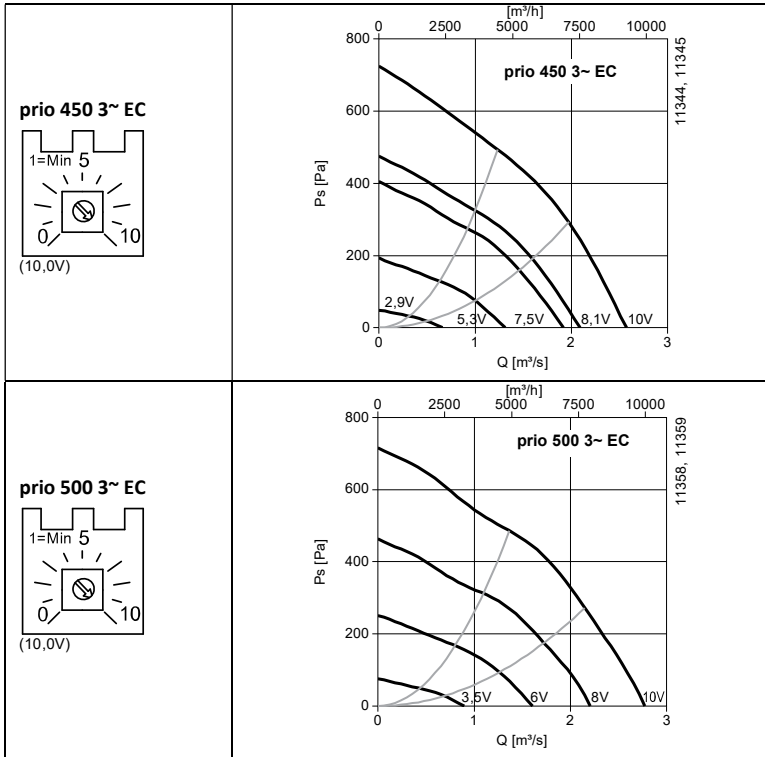 prio 450 3~ EC
1=Min 5
0 10
(10,0V)
[m³/h]
0 2500 5000 7500 10000
800
600
400
200
0
Ps [Pa]
prio 450 3~ EC
11344, 11345
2,9V 5,3V 7,5V 8,1V 10V
0 1 2 3
Q [m³/s]
prio 500 3~ EC
1=Min 5
0 10
(10,0V)
[m³/h]
0 2500 5000 7500 10000
800
600
400
200
0
Ps [Pa]
prio 500 3~ EC
11358, 11359
3,5V 6V 8V 10V
0 1 2 3
Q [m³/s]